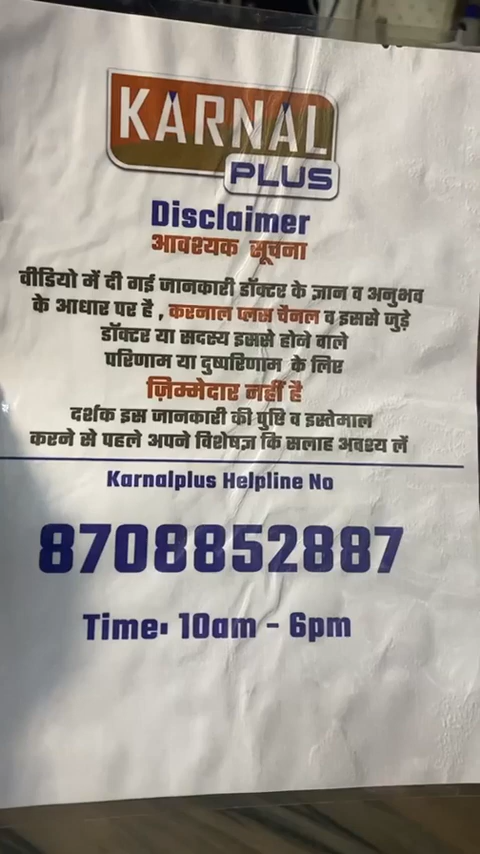 KARNAL
PLUS
Disclaimer
आवश्यक सूचना
वीडियो में दी गई जानकारी डॉक्टर के ज्ञान व अनुभव
के आधार पर है , करनाल प्लस चैनल व इससे जुड़े
डॉक्टर या सदस्य इससे होने वाले
परिणाम या दुष्परिणाम के लिए
ज़िम्मेदार नहीं है
दर्शक इस जानकारी की पुष्टि व इस्तेमाल
करने से पहले अपने विशेषज्ञ कि सलाह अवश्य लें
Karnalplus Helpline No
8708852887
Time: 10am - 6pm